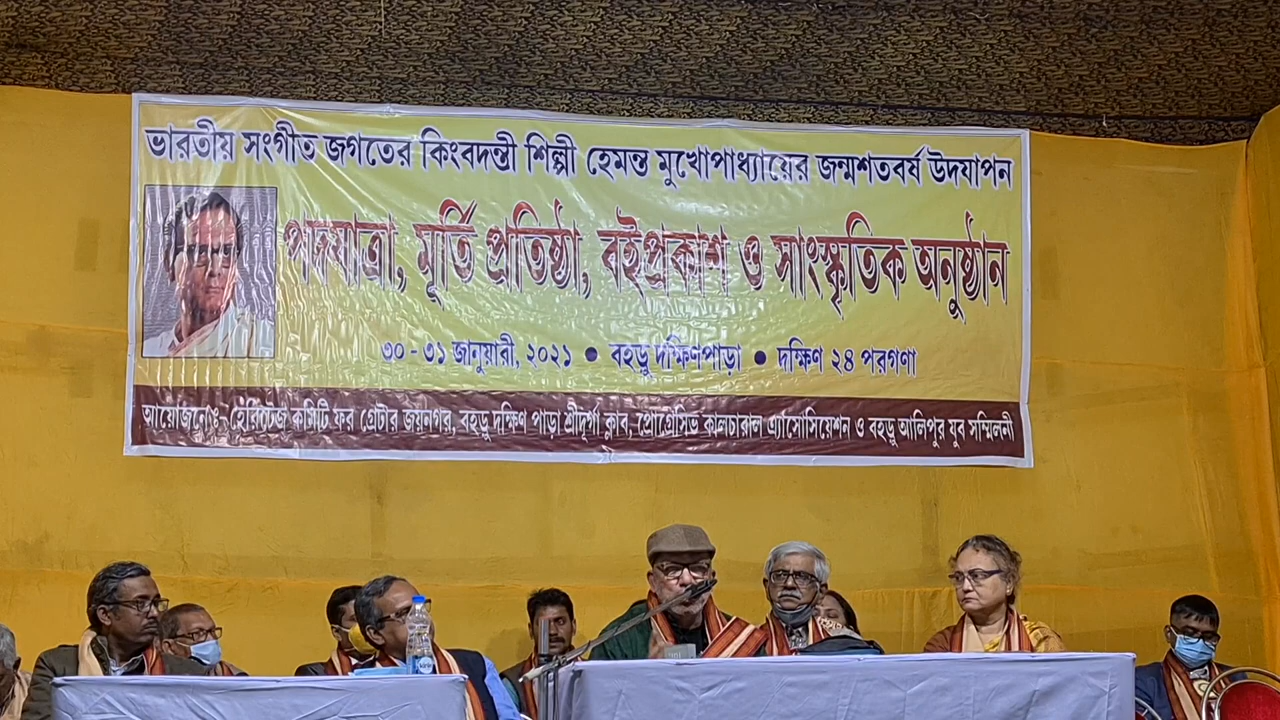 ভারতীয় সংগীত জগতের কিংবদন্তী শিল্পী হেমন্ত মুখোপাধ্যায়ের জন্মশতবর্ষ উদযাপন
পদযাত্রা, মূর্তি প্রতিষ্ঠা, বইপ্রকাশ ও সাংস্কৃতিক অনুষ্ঠান
৩০ - ৩১ জানুয়ারী, ২০২১ ● বহড়ু দক্ষিণপাড়া ● দক্ষিণ ২৪ পরগণা
আয়োজনেঃ- হেরিটেজ কমিটি ফর গ্রেটার জয়নগর, বহড়ু দক্ষিণ পাড়া শ্রীদুর্গা ক্লাব, প্রোগ্রেসিভ কালচারাল এ্যাসোসিয়েশন ও বহড়ু আলিপুর যুব সম্মিলনী